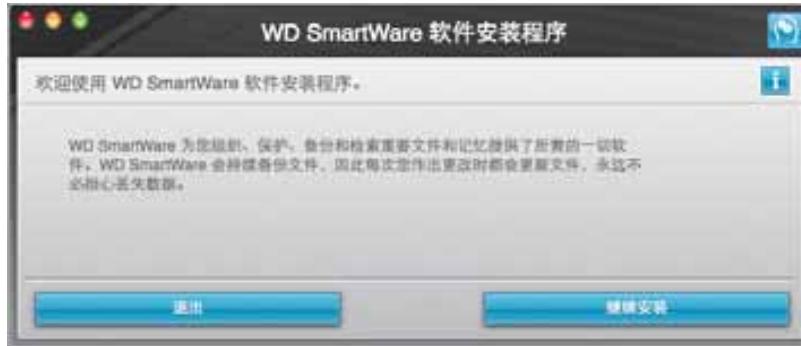 WD SmartWare 软件安装程序
欢迎使用 WD SmartWare 软件安装程序。
WD SmartWare 为您组织、保护、备份和检索重要文件和记忆提供了所需的一切软
件。WD SmartWare 会持续备份文件，因此每次您作出更改时都会更新文件，永远不
必担心丢失数据。
退出
继续安装